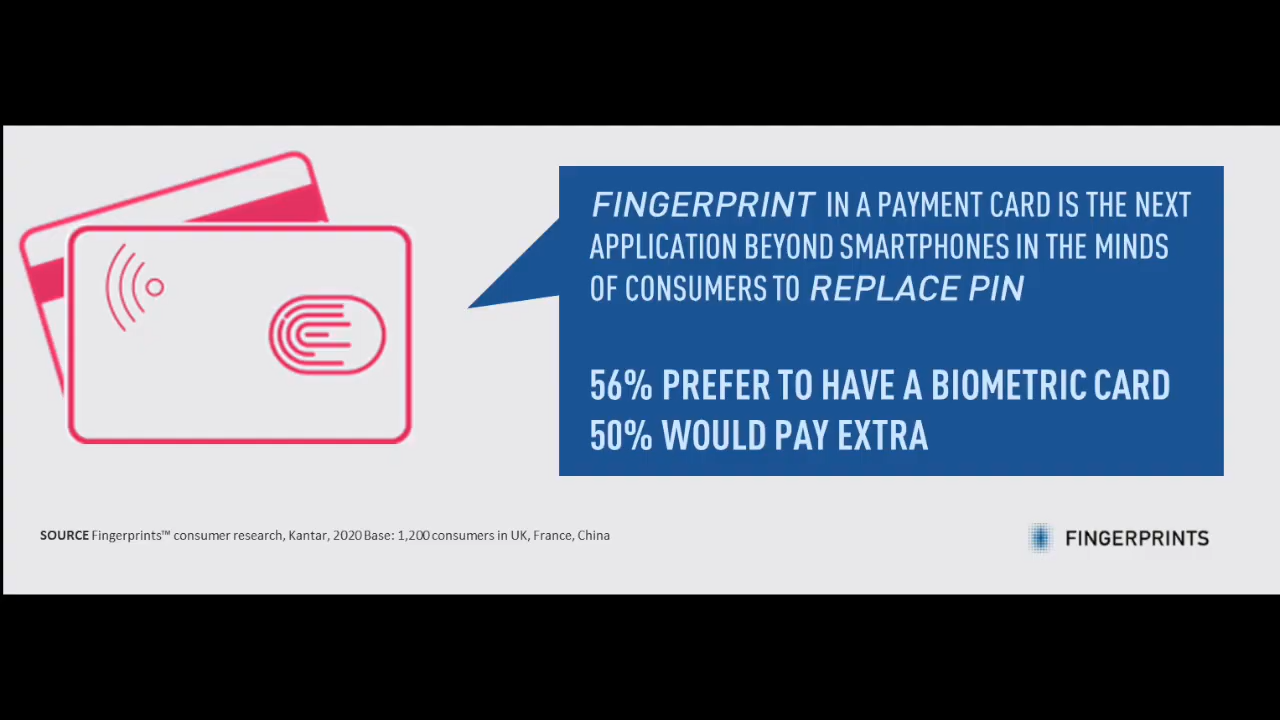 FINGERPRINT IN A PAYMENT CARD IS THE NEXT
APPLICATION BEYOND SMARTPHONES IN THE MINDS
OF CONSUMERS TO REPLACE PIN
56% PREFER TO HAVE A BIOMETRIC CARD
50% WOULD PAY EXTRA
SOURCE Fingerprints™ consumer research, Kantar, 2020 Base: 1,200 consumers in UK, France, China
FINGERPRINTS